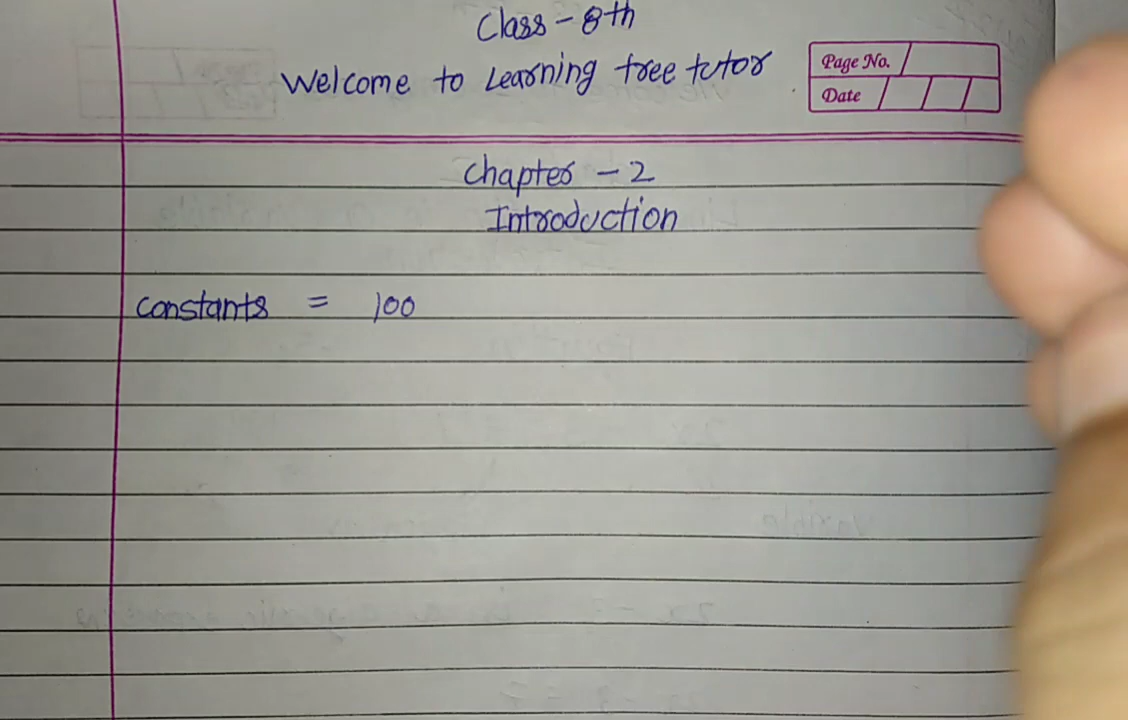 Class - 8th
Welcome to Learning tree tutor
Page No.
Date
Chapter - 2
Introduction
constants = 100